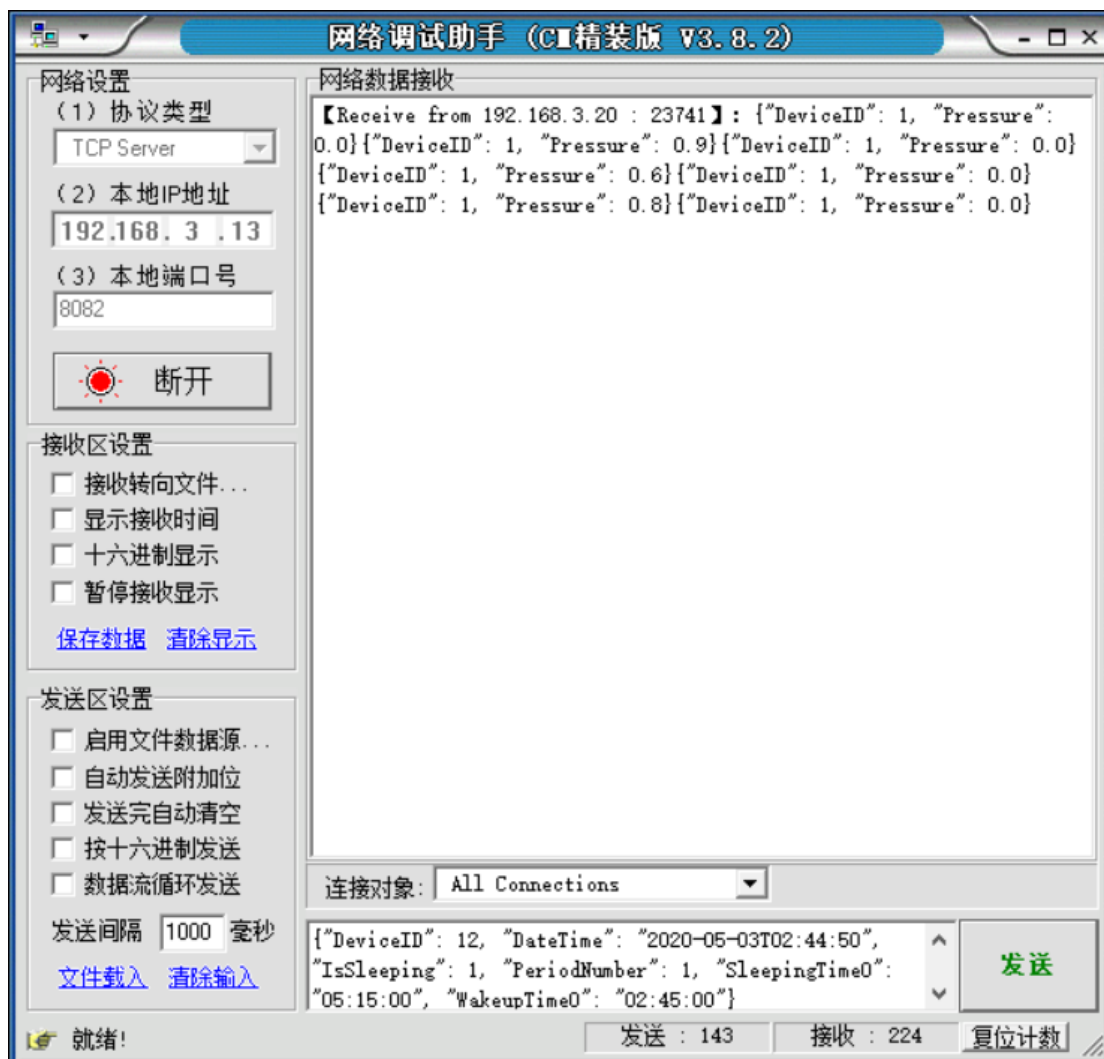 网络调试助手 (C■精装版 V3.8.2)
网络设置
(1) 协议类型
TCP Server
(2) 本地IP地址
192.168. 3 .13
(3) 本地端口号
8082
断开
接收区设置
接收转向文件...
显示接收时间
十六进制显示
暂停接收显示
保存数据 清除显示
发送区设置
启用文件数据源...
自动发送附加位
发送完自动清空
按十六进制发送
数据流循环发送
发送间隔 1000 毫秒
文件载入 清除输入
网络数据接收
【Receive from 192.168.3.20 : 23741】: {"DeviceID": 1, "Pressure":
0.0}{"DeviceID": 1, "Pressure": 0.9}{"DeviceID": 1, "Pressure": 0.0}
{"DeviceID": 1, "Pressure": 0.6}{"DeviceID": 1, "Pressure": 0.0}
{"DeviceID": 1, "Pressure": 0.8}{"DeviceID": 1, "Pressure": 0.0}
连接对象: All Connections
{"DeviceID": 12, "DateTime": "2020-05-03T02:44:50",
"IsSleeping": 1, "PeriodNumber": 1, "SleepingTime0":
"05:15:00", "WakeupTime0": "02:45:00"}
发送
就绪!
发送 : 143
接收 : 224
复位计数